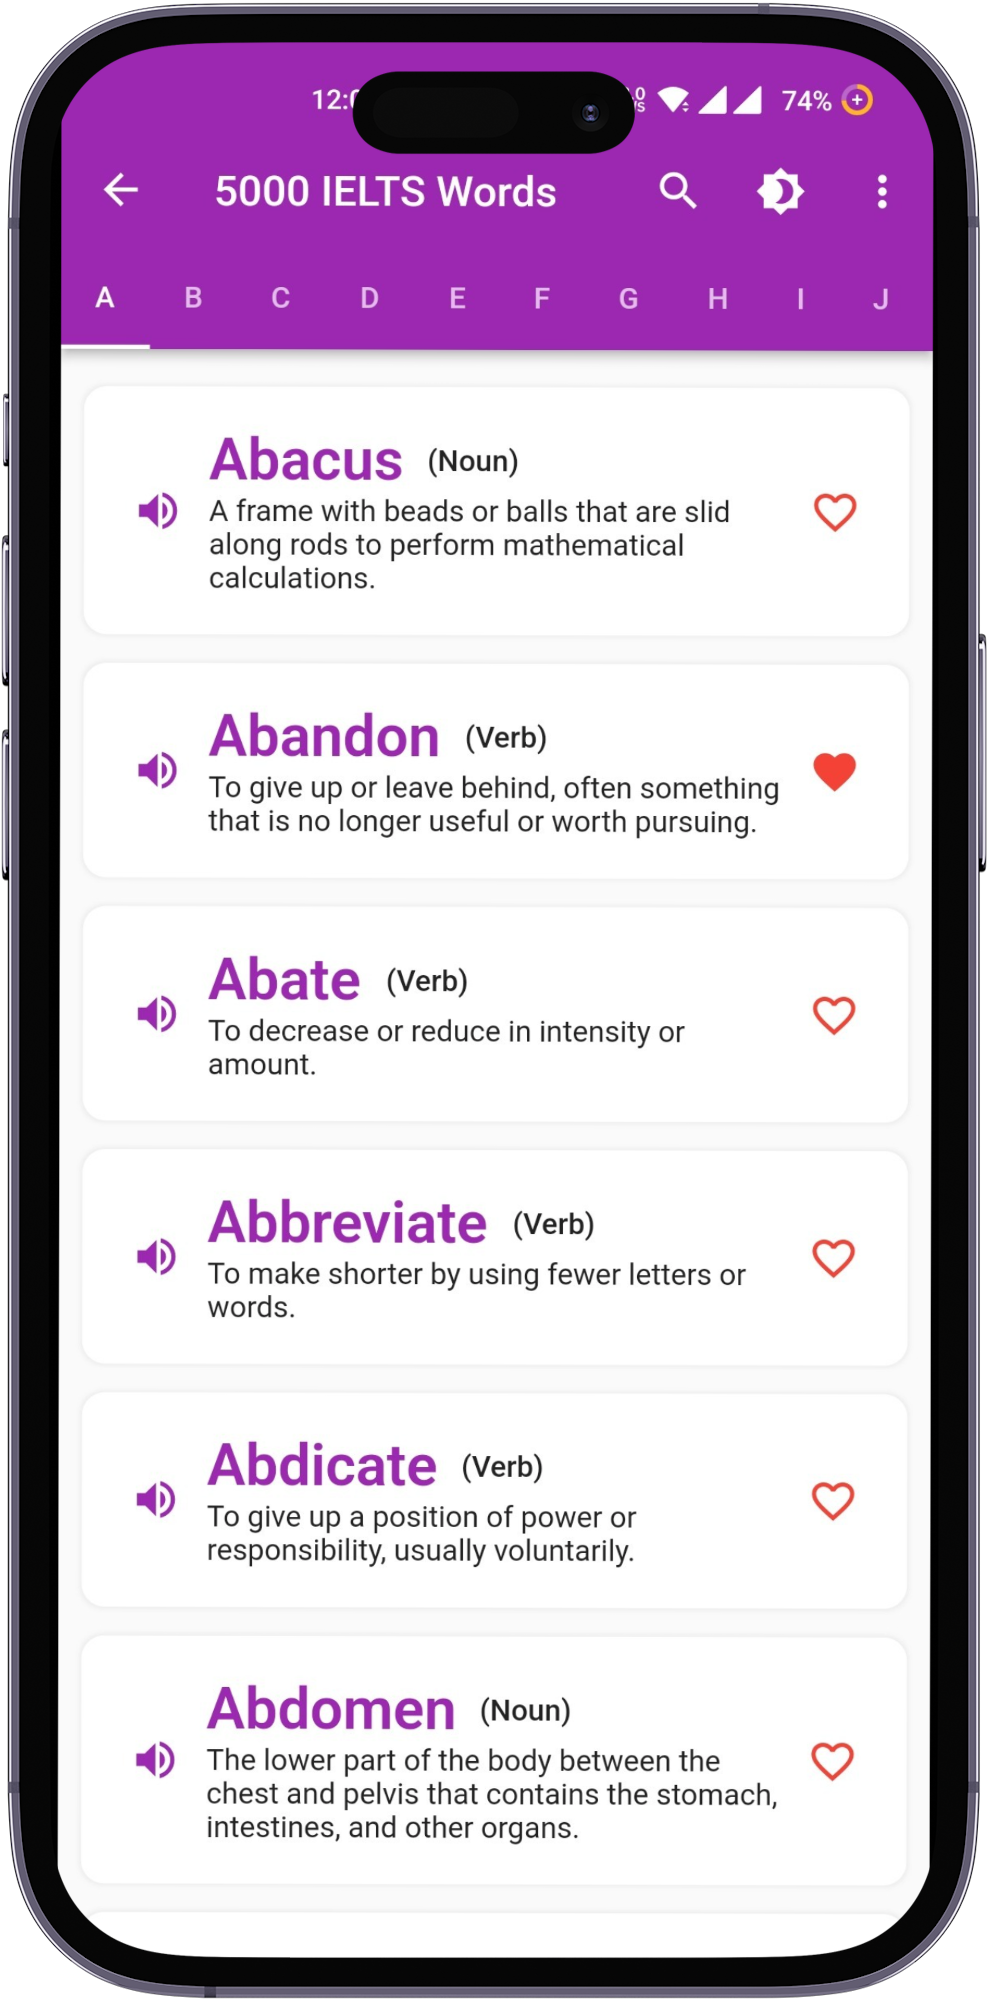 74%
5000 IELTS Words
A B C D E F G H I J
Abacus (Noun)
A frame with beads or balls that are slid
along rods to perform mathematical
calculations.
Abandon (Verb)
To give up or leave behind, often something
that is no longer useful or worth pursuing.
Abate (Verb)
To decrease or reduce in intensity or
amount.
Abbreviate (Verb)
To make shorter by using fewer letters or
words.
Abdicate (Verb)
To give up a position of power or
responsibility, usually voluntarily.
Abdomen (Noun)
The lower part of the body between the
chest and pelvis that contains the stomach,
intestines, and other organs.